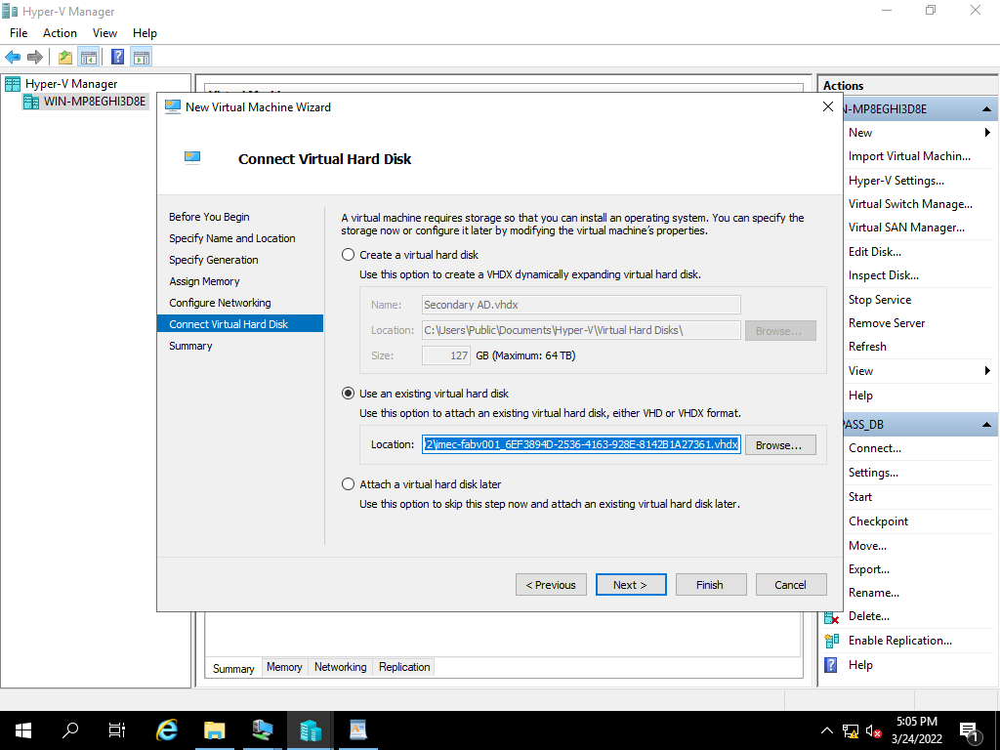 Hyper-V Manager
File Action View Help
Hyper-V Manager
WIN-MP8EGHI3D8E
New Virtual Machine Wizard
Connect Virtual Hard Disk
Before You Begin
Specify Name and Location
Specify Generation
Assign Memory
Configure Networking
Connect Virtual Hard Disk
Summary
A virtual machine requires storage so that you can install an operating system. You can specify the
storage now or configure it later by modifying the virtual machine's properties.
Create a virtual hard disk
Use this option to create a VHDX dynamically expanding virtual hard disk.
Name: Secondary AD.vhdx
Location: C:\Users\Public\Documents\Hyper-V\Virtual Hard Disks\ Browse...
Size: 127 GB (Maximum: 64 TB)
Use an existing virtual hard disk
Use this option to attach an existing virtual hard disk, either VHD or VHDX format.
Location: 2\imec-fabv001_6EF3894D-2536-4163-928E-8142B1A27361.vhdx Browse...
Attach a virtual hard disk later
Use this option to skip this step now and attach an existing virtual hard disk later.
< Previous Next > Finish Cancel
Summary Memory Networking Replication
Actions
N-MP8EGHI3D8E
New
Import Virtual Machin...
Hyper-V Settings...
Virtual Switch Manage...
Virtual SAN Manager...
Edit Disk...
Inspect Disk...
Stop Service
Remove Server
Refresh
View
Help
PASS_DB
Connect...
Settings...
Start
Checkpoint
Move...
Export...
Rename...
Delete...
Enable Replication...
Help
5:05 PM
3/24/2022
1